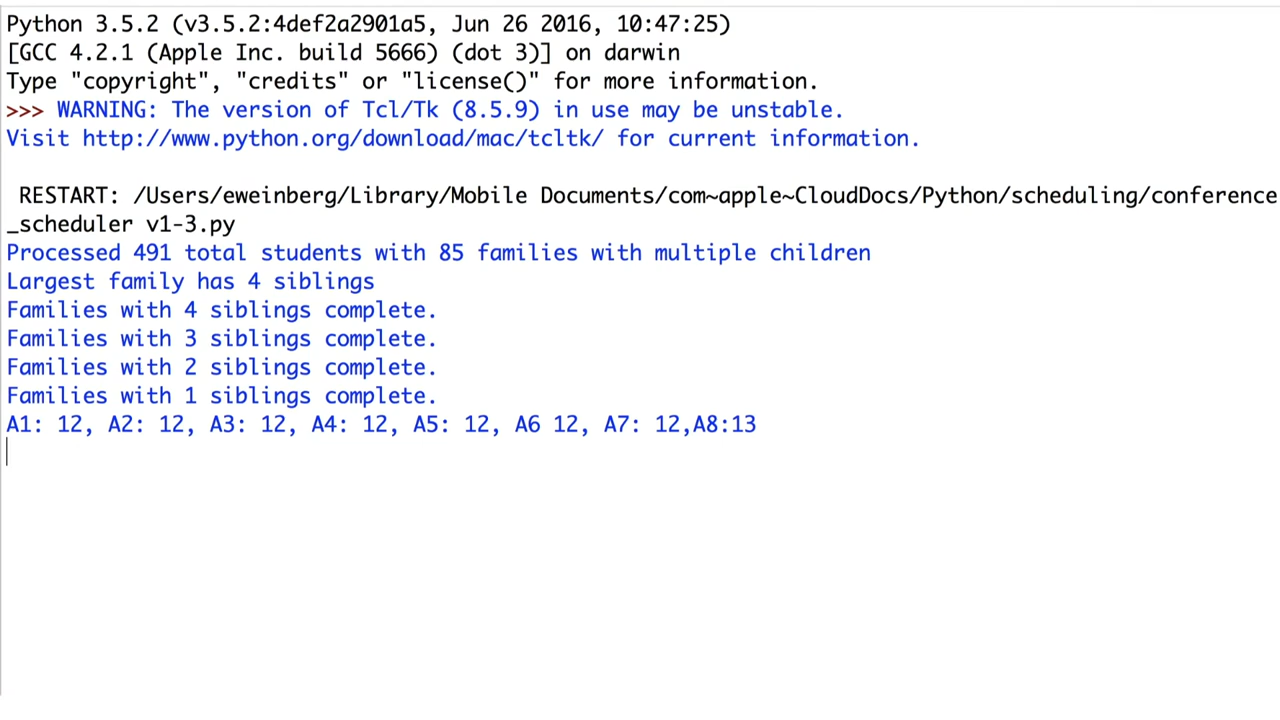 Python 3.5.2 (v3.5.2:4def2a2901a5, Jun 26 2016, 10:47:25)
[GCC 4.2.1 (Apple Inc. build 5666) (dot 3)] on darwin
Type "copyright", "credits" or "license()" for more information.
>>> WARNING: The version of Tcl/Tk (8.5.9) in use may be unstable.
Visit http://www.python.org/download/mac/tcltk/ for current information.
RESTART: /Users/eweinberg/Library/Mobile Documents/com~apple~CloudDocs/Python/scheduling/conference
_scheduler v1-3.py
Processed 491 total students with 85 families with multiple children
Largest family has 4 siblings
Families with 4 siblings complete.
Families with 3 siblings complete.
Families with 2 siblings complete.
Families with 1 siblings complete.
A1: 12, A2: 12, A3: 12, A4: 12, A5: 12, A6 12, A7: 12,A8:13